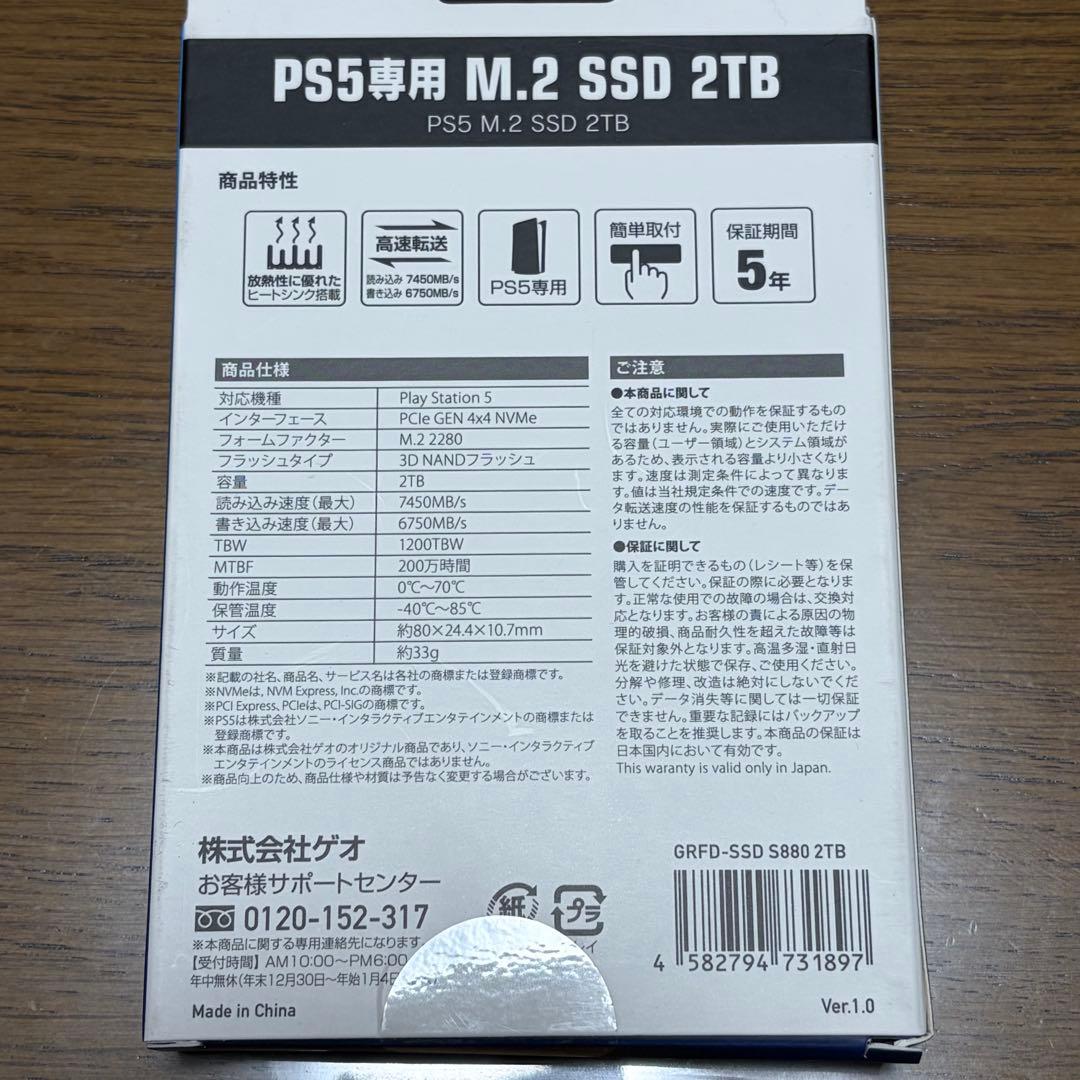 PS5専用 M.2 SSD 2TB
PS5 M.2 SSD 2TB
商品特性
放熱性に優れた
ヒートシンク搭載
高速転送
読み込み 7450MB/s
書き込み 6750MB/s
PS5専用
簡単取付
保証期間
5年
商品仕様
対応機種 Play Station 5
インターフェース PCIe GEN 4x4 NVMe
フォームファクター M.2 2280
フラッシュタイプ 3D NANDフラッシュ
容量 2TB
読み込み速度(最大) 7450MB/s
書き込み速度(最大) 6750MB/s
TBW 1200TBW
MTBF 200万時間
動作温度 0℃〜70℃
保管温度 -40℃〜85℃
サイズ 約80×24.4×10.7mm
質量 約33g
※記載の社名、商品名、サービス名は各社の商標または登録商標です。
※NVMeは、NVM Express, Inc.の商標です。
※PCI Express、PCIeは、PCI-SIGの商標です。
※PS5は株式会社ソニー・インタラクティブエンタテインメントの商標または
登録商標です。
※本商品は株式会社ゲオのオリジナル商品であり、ソニー・インタラクティブ
エンタテインメントのライセンス商品ではありません。
※商品向上のため、商品仕様や材質は予告なく変更する場合がございます。
ご注意
●本商品に関して
全ての対応環境での動作を保証するもの
ではありません。実際にご使用いただけ
る容量(ユーザー領域)とシステム領域が
あるため、表示される容量より小さくなり
ます。速度は測定条件によって異なりま
す。値は当社規定条件での速度です。デー
タ転送速度の性能を保証するものではあ
りません。
●保証に関して
購入を証明できるもの(レシート等)を保
管してください。保証の際に必要となりま
す。正常な使用での故障の場合は、交換対
応となります。お客様の責による原因の物
理的破損、商品耐久性を超えた故障等は
保証対象外となります。高温多湿・直射日
光を避けた状態で保存、ご使用ください。
分解や修理、改造は絶対にしないでくだ
さい。データ消失等に関しては一切保証
できません。重要な記録にはバックアップ
を取ることを推奨します。本商品の保証は
日本国内において有効です。
This waranty is valid only in Japan.
株式会社ゲオ
お客様サポートセンター
0120-152-317
※本商品に関する専用連絡先になります
【受付時間】 AM10:00〜PM6:00
年中無休(年末12月30日〜年始1月4日
Made in China
紙
プラ
レイ
GRFD-SSD S880 2TB
4 582794 731897
Ver.1.0